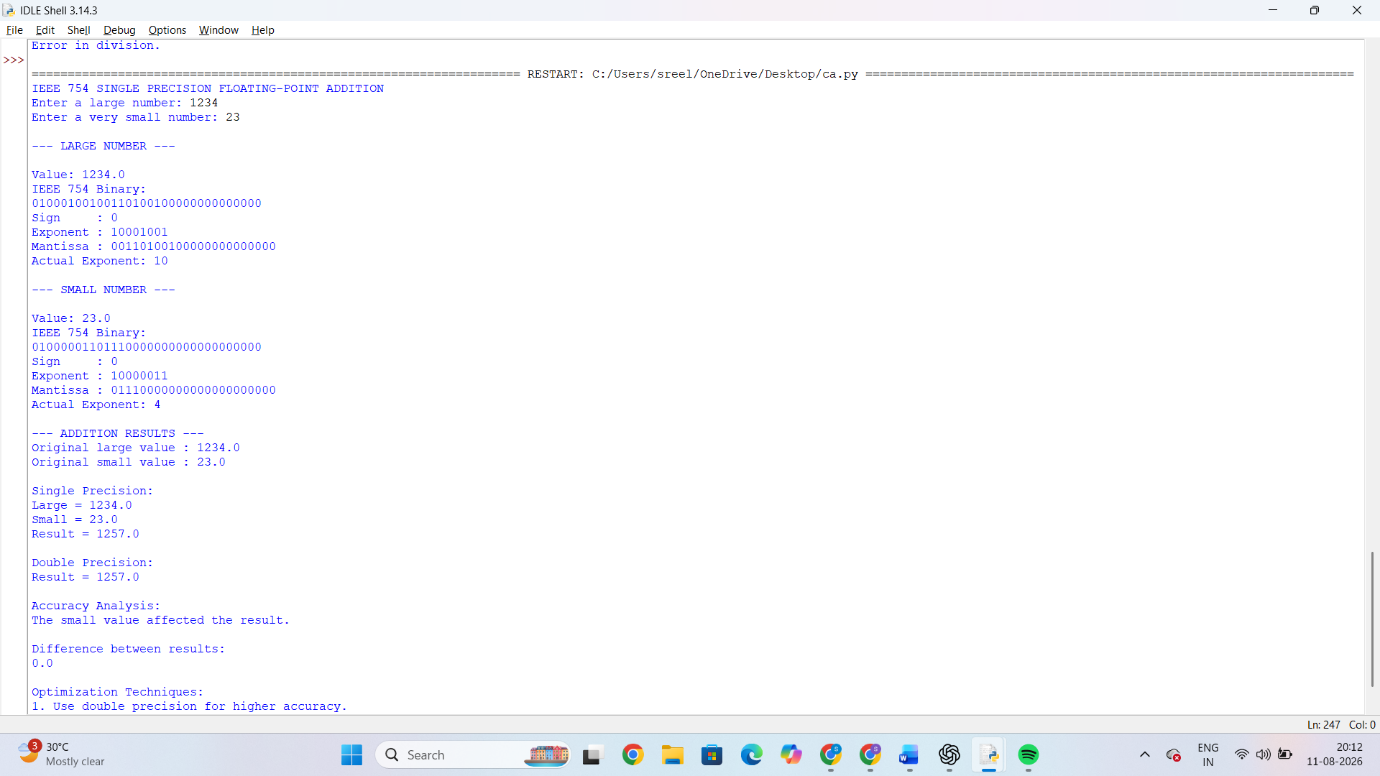 IDLE Shell 3.14.3
File Edit Shell Debug Options Window Help
Error in division.
>>>
==================================================================== RESTART: C:/Users/sreel/OneDrive/Desktop/ca.py ====================================================================
IEEE 754 SINGLE PRECISION FLOATING-POINT ADDITION
Enter a large number: 1234
Enter a very small number: 23
--- LARGE NUMBER ---
Value: 1234.0
IEEE 754 Binary:
01000100100110100100000000000000
Sign     : 0
Exponent : 10001001
Mantissa : 00110100100000000000000
Actual Exponent: 10
--- SMALL NUMBER ---
Value: 23.0
IEEE 754 Binary:
01000001101110000000000000000000
Sign     : 0
Exponent : 10000011
Mantissa : 01110000000000000000000
Actual Exponent: 4
--- ADDITION RESULTS ---
Original large value : 1234.0
Original small value : 23.0
Single Precision:
Large = 1234.0
Small = 23.0
Result = 1257.0
Double Precision:
Result = 1257.0
Accuracy Analysis:
The small value affected the result.
Difference between results:
0.0
Optimization Techniques:
1. Use double precision for higher accuracy.
Ln: 247 Col: 0
3
30°C
Mostly clear
Search
ENG
IN
20:12
11-08-2026